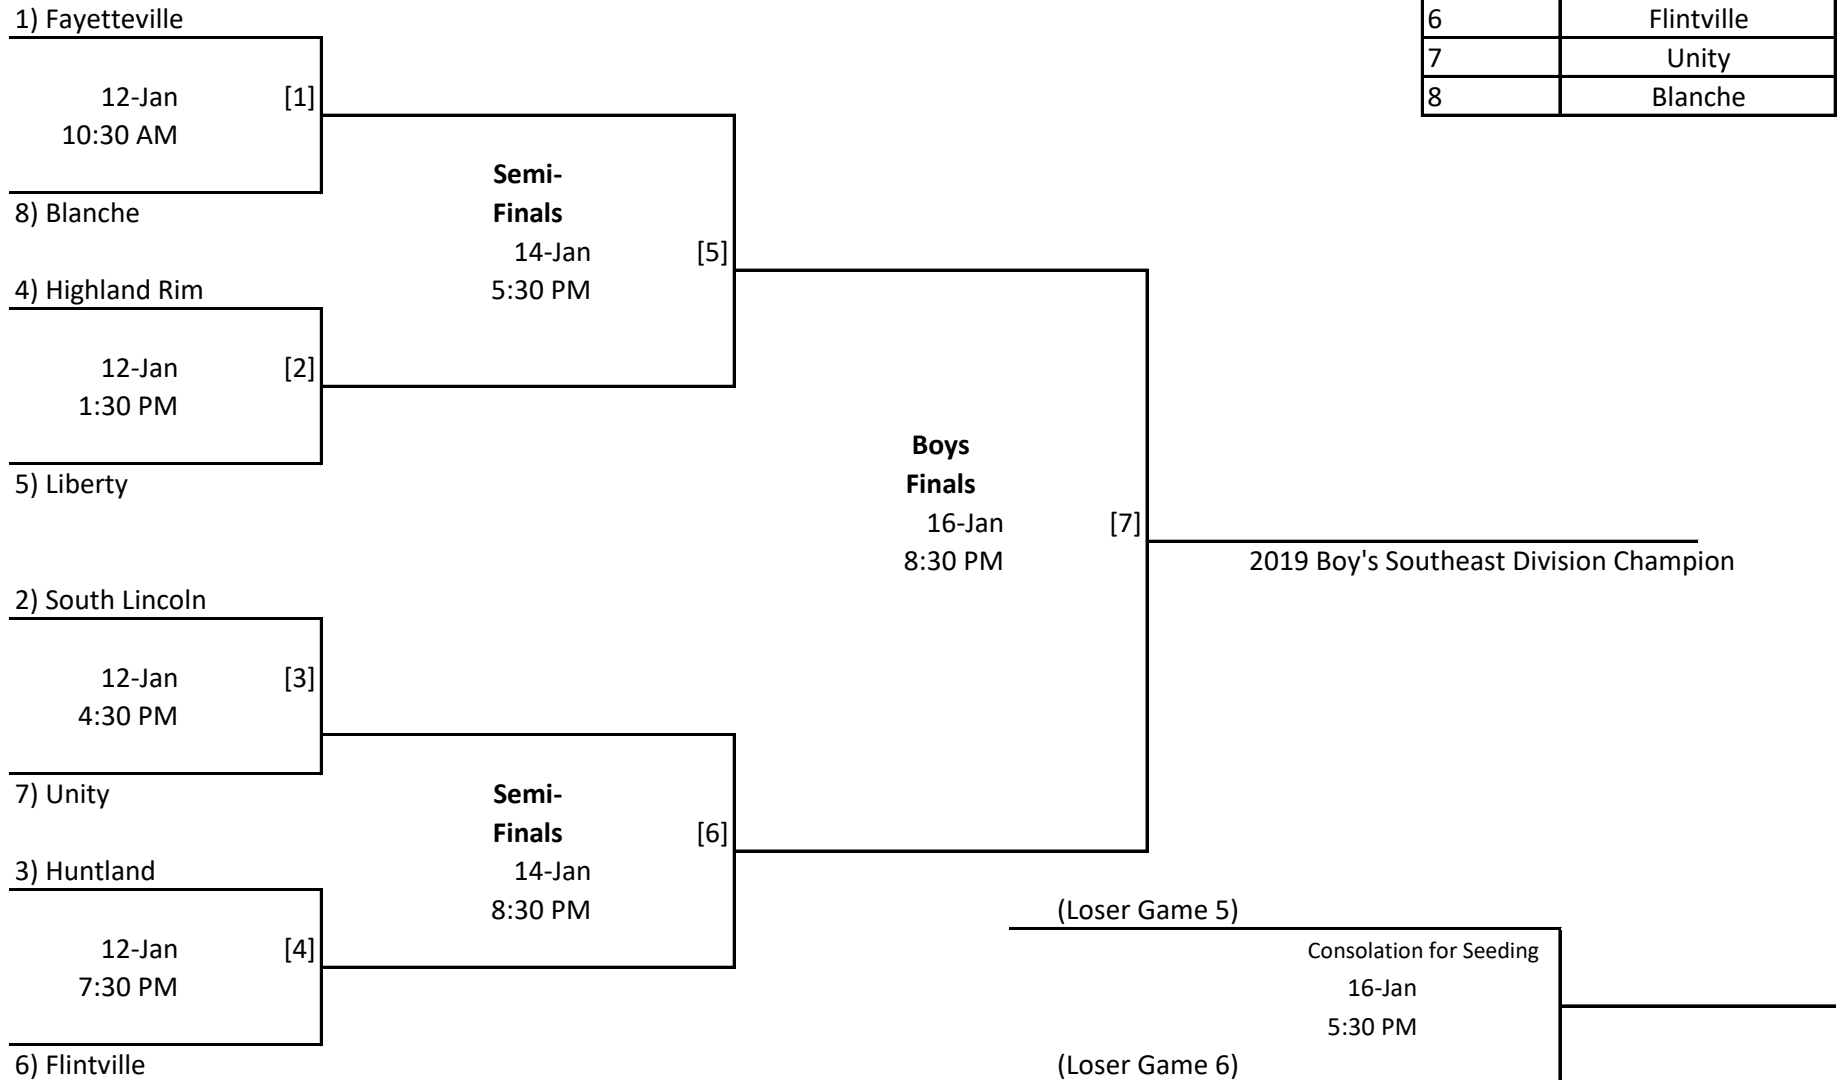 1) Fayetteville
6 Flintville
7 Unity
8 Blanche
12-Jan [1]
10:30 AM
8) Blanche
Semi-
Finals
14-Jan [5]
5:30 PM
4) Highland Rim
12-Jan [2]
1:30 PM
5) Liberty
Boys
Finals
16-Jan [7]
8:30 PM
2019 Boy's Southeast Division Champion
2) South Lincoln
12-Jan [3]
4:30 PM
7) Unity
Semi-
Finals [6]
14-Jan
8:30 PM
3) Huntland
12-Jan [4]
7:30 PM
6) Flintville
(Loser Game 5)
Consolation for Seeding
16-Jan
5:30 PM
(Loser Game 6)